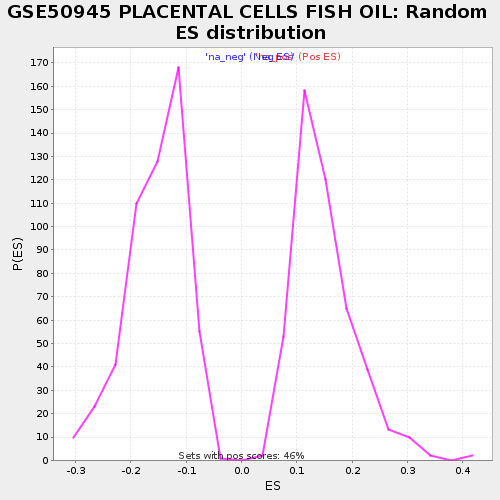 GSE50945 PLACENTAL CELLS FISH OIL: Random
ES distribution
'na_neg' (Neg ES)
(Pos ES)
P(ES)
170
160
150
140
130
120
110
100
90
80
70
60
50
40
30
20
10
0
Sets with pos scores: 46%
-0.3 -0.2 -0.1 0.0 0.1 0.2 0.3 0.4
ES